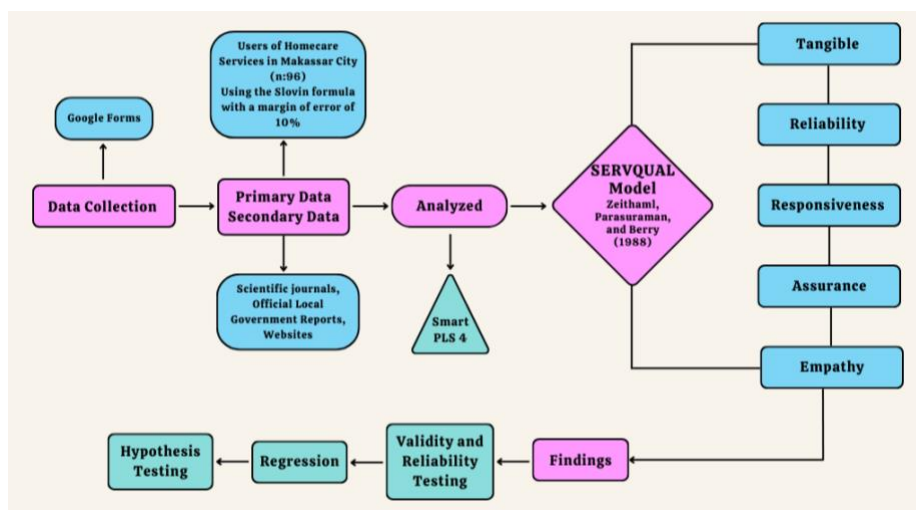 Google Forms
Data Collection
Users of Homecare
Services in Makassar City
(n:96)
Using the Slovin formula
with a margin of error of
10%
Primary Data
Secondary Data
Scientific journals,
Official Local
Government Reports,
Websites
Analyzed
Smart
PLS 4
SERVQUAL
Model
Zeithaml,
Parasuraman,
and Berry
(1988)
Tangible
Reliability
Responsiveness
Assurance
Empathy
Findings
Validity and
Reliability
Testing
Regression
Hypothesis
Testing